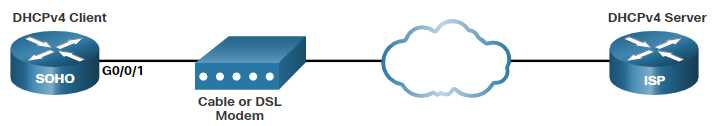 DHCPv4 Client
DHCPv4 Server
SOHO
G0/0/1
ISP
Cable or DSL
Modem